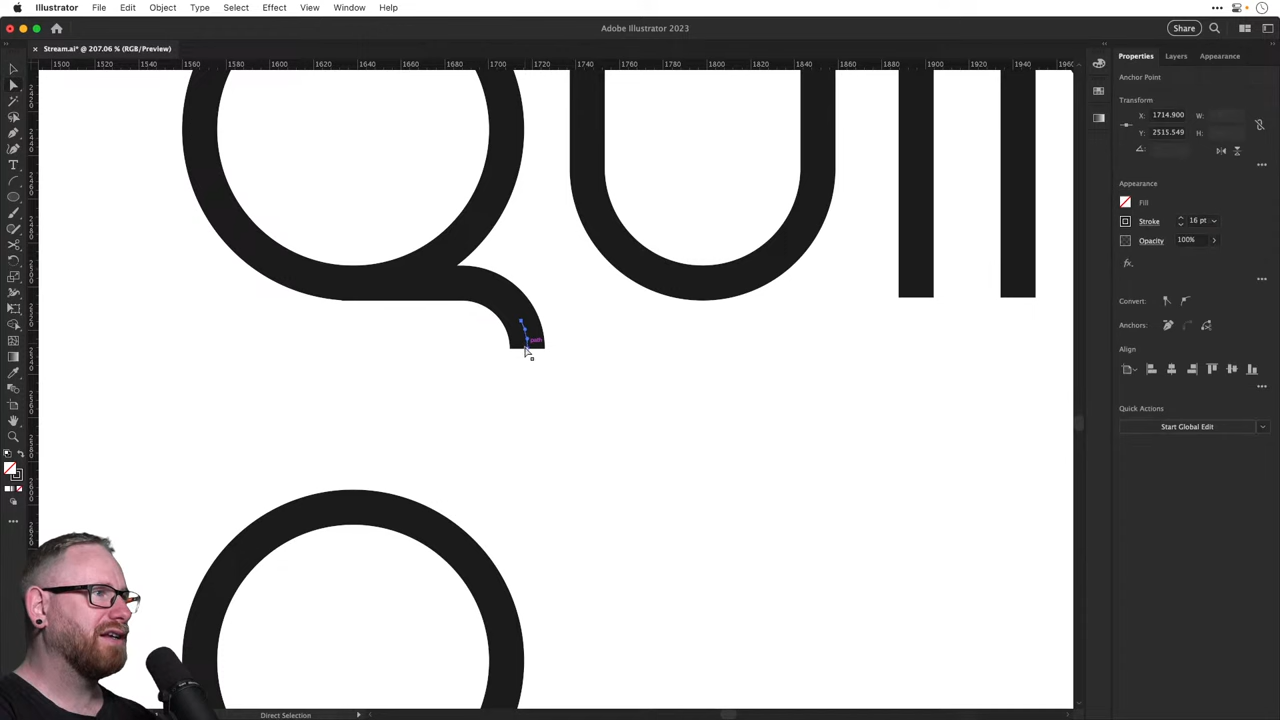 Illustrator File Edit Object Type Select Effect View Window Help
Adobe Illustrator 2023
Share
× Stream.ai* @ 207.06 % (RGB/Preview)
1500 1520 1540 1560 1580 1600 1620 1640 1660 1680 1700 1720 1740 1760 1780 1800 1820 1840 1860 1880 1900 1920 1940 1960
Properties Layers Appearance
Anchor Point
Transform
X: 1714.900 W:
Y: 2515.549 H:
Appearance
Fill
Stroke 16 pt
Opacity 100%
fx
Convert:
Anchors:
Align
Quick Actions
Start Global Edit
path
Direct Selection